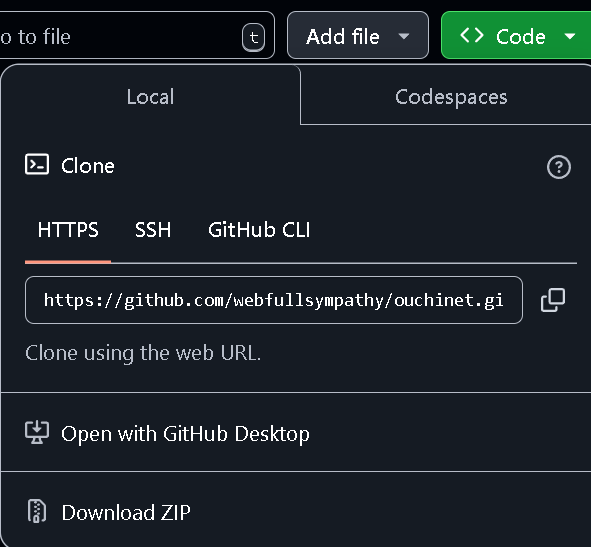 o to file t Add file Code
Local Codespaces
Clone
HTTPS SSH GitHub CLI
https://github.com/webfullsympathy/ouchinet.gi
Clone using the web URL.
Open with GitHub Desktop
Download ZIP